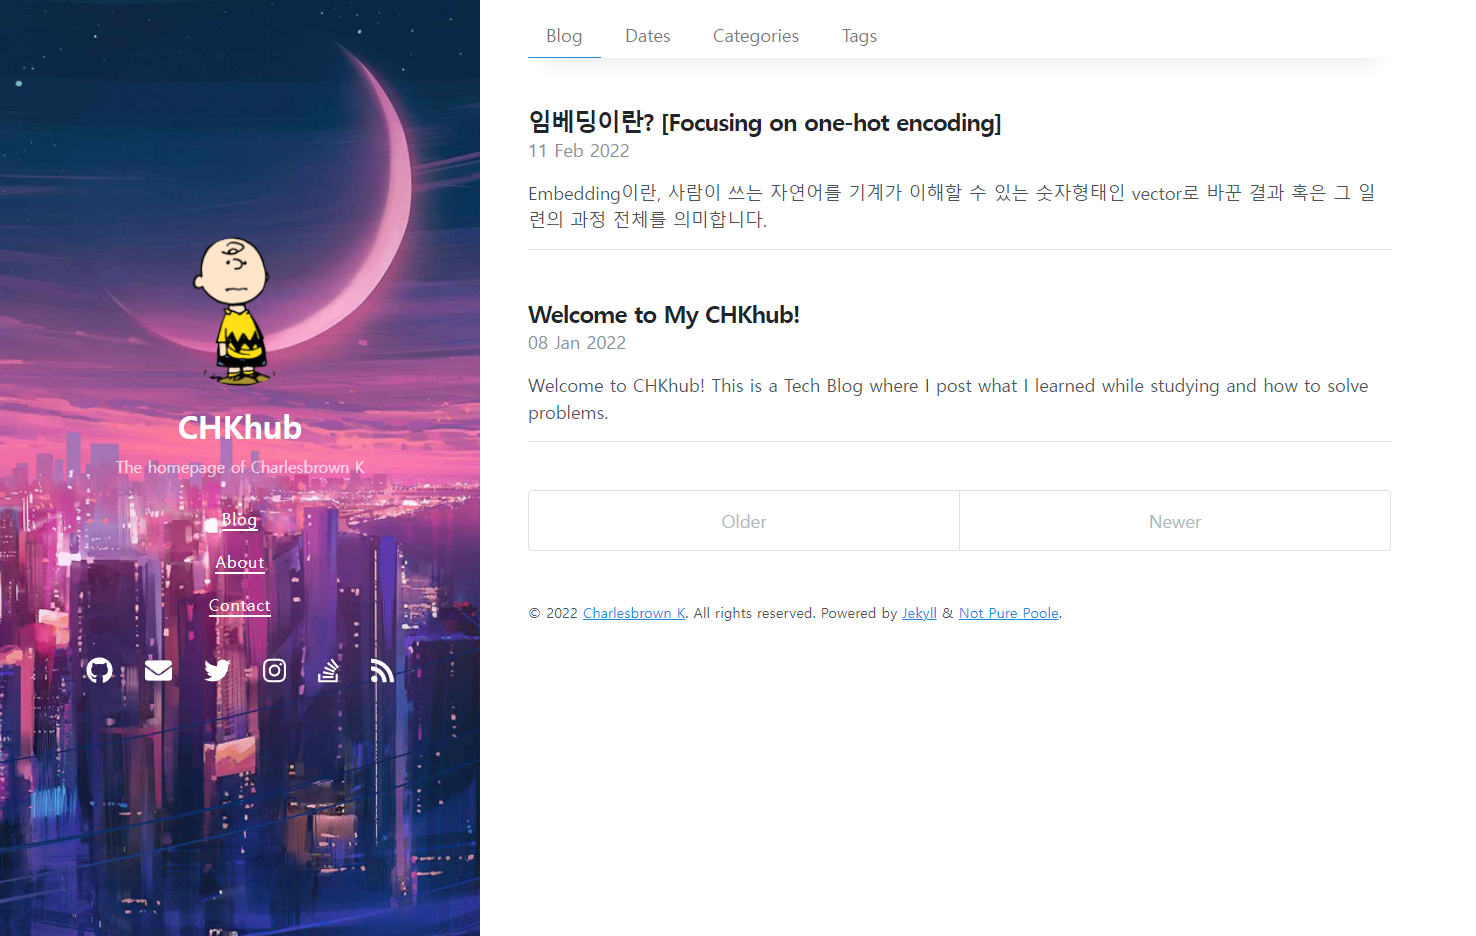 CHKhub
The homepage of Charlesbrown K
Blog
About
Contact
Blog Dates Categories Tags
임베딩이란? [Focusing on one-hot encoding]
11 Feb 2022
Embedding이란, 사람이 쓰는 자연어를 기계가 이해할 수 있는 숫자형태인 vector로 바꾼 결과 혹은 그 일
련의 과정 전체를 의미합니다.
Welcome to My CHKhub!
08 Jan 2022
Welcome to CHKhub! This is a Tech Blog where I post what I learned while studying and how to solve
problems.
Older Newer
© 2022 Charlesbrown K. All rights reserved. Powered by Jekyll & Not Pure Poole.